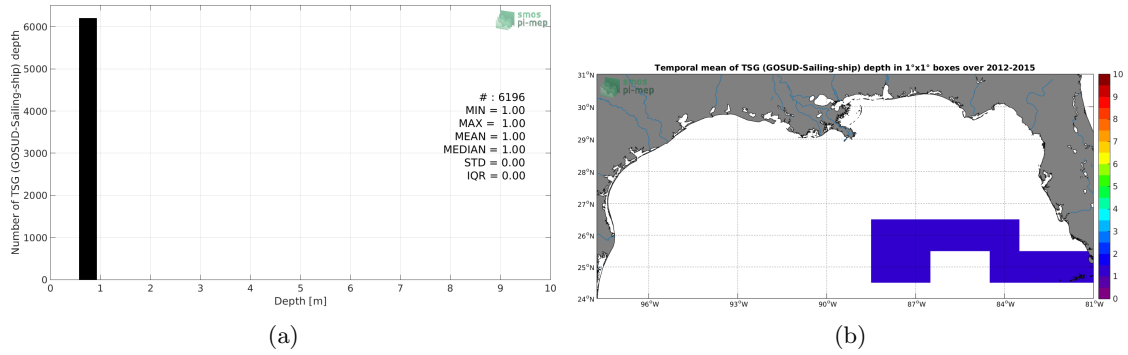 6000
5000
4000
3000
2000
1000
0
Number of TSG (GOSUD-Sailing-ship) depth
smos
pi-mep
# : 6196
MIN = 1.00
MAX = 1.00
MEAN = 1.00
MEDIAN = 1.00
STD = 0.00
IQR = 0.00
0 1 2 3 4 5 6 7 8 9 10
Depth [m]
(a)
Temporal mean of TSG (GOSUD-Sailing-ship) depth in 1°x1° boxes over 2012-2015
smos
pi-mep
31°N
30°N
29°N
28°N
27°N
26°N
25°N
24°N
96°W 93°W 90°W 87°W 84°W 81°W
10
9
8
7
6
5
4
3
2
1
0
(b)